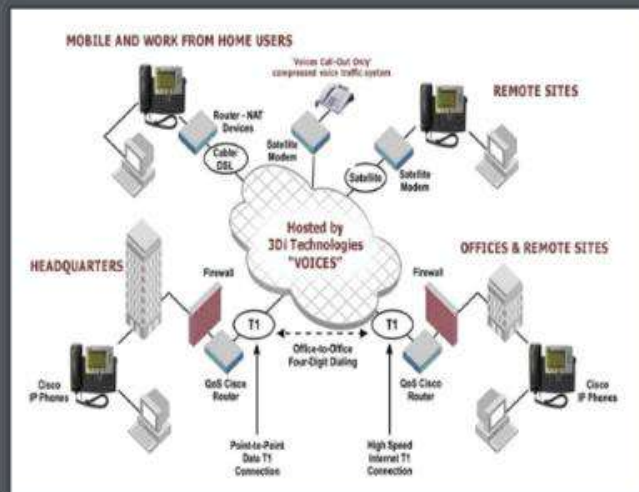 MOBILE AND WORK FROM HOME USERS
'Voices Call-Out Only'
compressed voice traffic system
REMOTE SITES
Router - NAT
Devices
Cable/
DSL
Satellite
Modem
Satellite
Satellite
Modem
Hosted by
3Di Technologies
"VOICES"
HEADQUARTERS
Firewall
OFFICES & REMOTE SITES
Firewall
T1
T1
Office-to-Office
Four-Digit Dialing
QoS Cisco
Router
QoS Cisco
Router
Cisco
IP Phones
Cisco
IP Phones
Point-to-Point
Data T1
Connection
High Speed
Internet T1
Connection